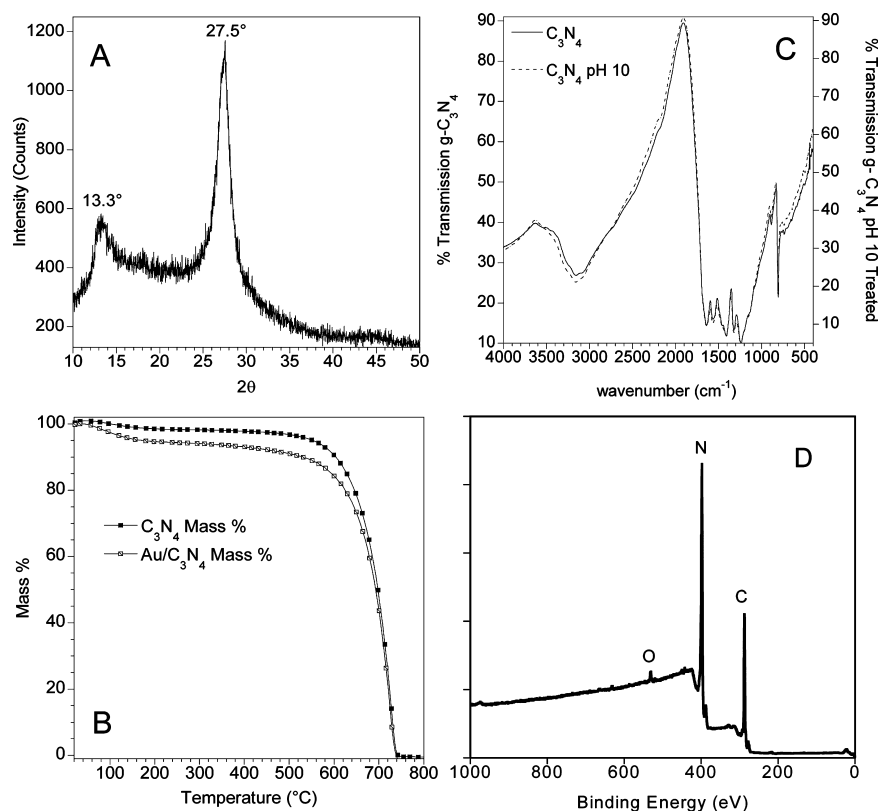 A
27.5°
13.3°
1200
1000
800
600
400
200
Intensity (Counts)
10 15 20 25 30 35 40 45 50
2θ
C
C₃N₄
C₃N₄ pH 10
90
80
70
60
50
40
30
20
10
% Transmission g-C₃N₄
90
80
70
60
50
40
30
20
10
% Transmission g- C₃N₄ pH 10 Treated
4000 3500 3000 2500 2000 1500 1000 500
wavenumber (cm⁻¹)
100
80
60
40
20
0
Mass %
C₃N₄ Mass %
Au/C₃N₄ Mass %
B
100 200 300 400 500 600 700 800
Temperature (°C)
D
N
C
O
1000 800 600 400 200 0
Binding Energy (eV)